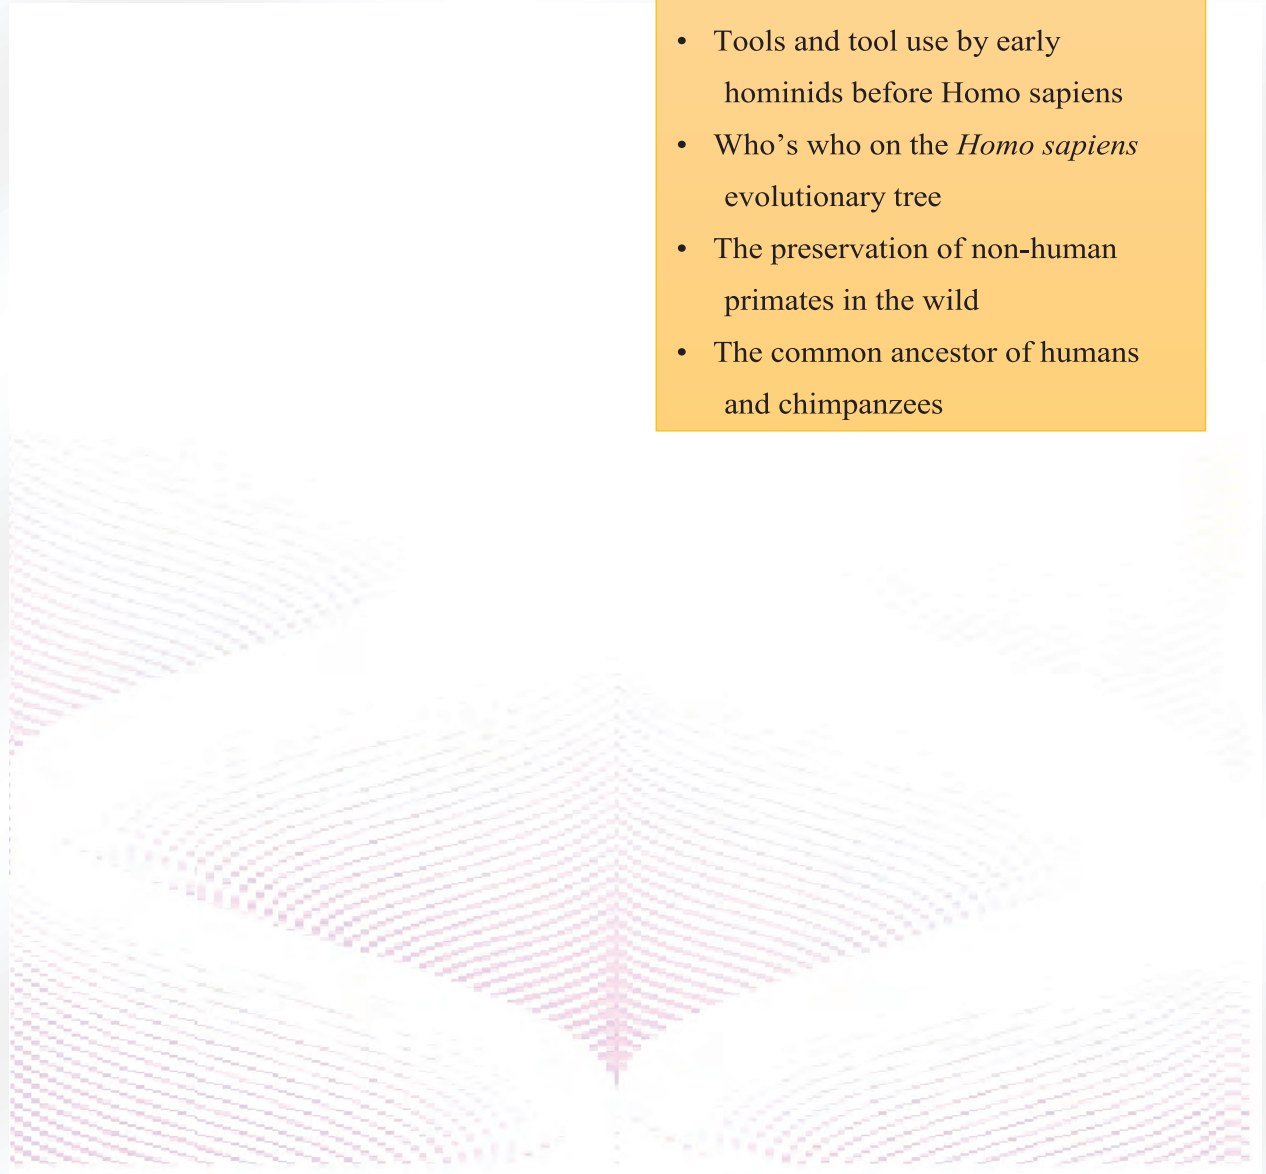 • Tools and tool use by early
hominids before Homo sapiens
• Who’s who on the Homo sapiens
evolutionary tree
• The preservation of non-human
primates in the wild
• The common ancestor of humans
and chimpanzees